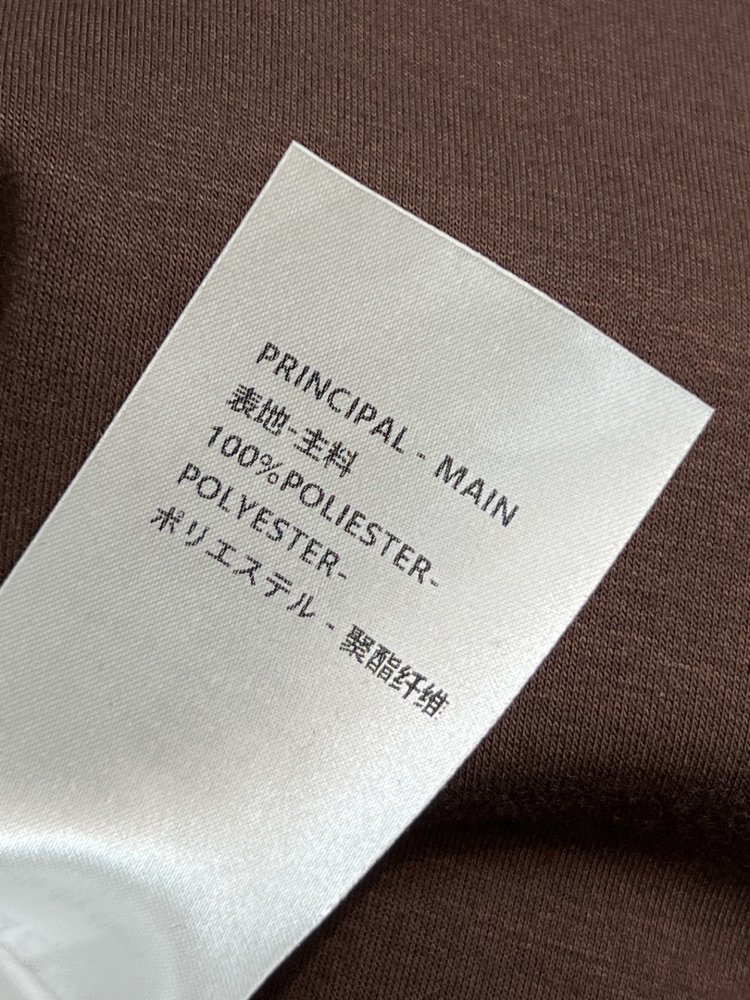 PRINCIPAL - MAIN
表地-主料
100%POLIESTER-
POLYESTER-
ポリエステル - 聚酯纤维